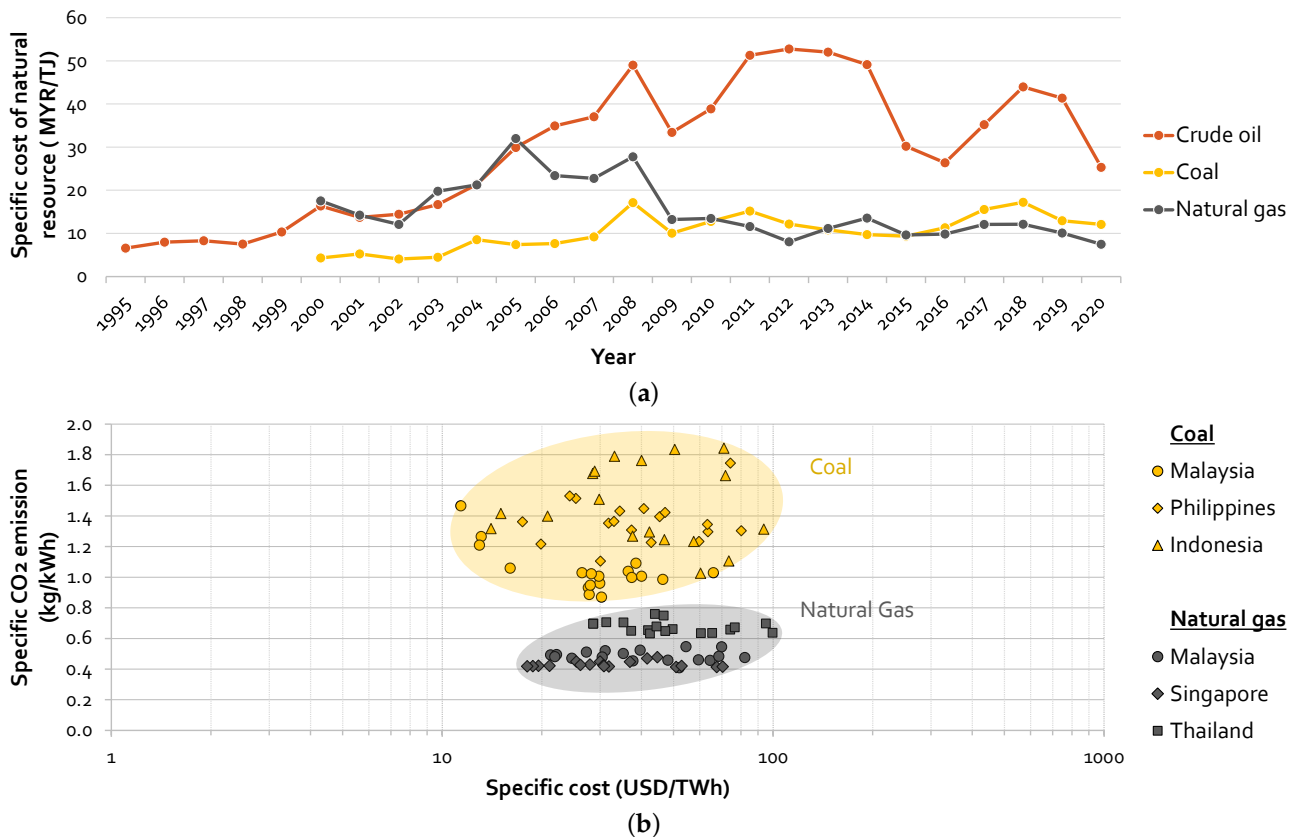 Specific cost of natural
resource ( MYR/TJ)
60
50
40
30
20
10
0
1995
1996
1997
1998
1999
2000
2001
2002
2003
2004
2005
2006
2007
2008
2009
2010
2011
2012
2013
2014
2015
2016
2017
2018
2019
2020
Year
Crude oil
Coal
Natural gas
(a)
Specific CO2 emission
(kg/kWh)
2.0
1.8
1.6
1.4
1.2
1.0
0.8
0.6
0.4
0.2
0.0
Coal
Natural Gas
1
10
100
1000
Specific cost (USD/TWh)
Coal
Malaysia
Philippines
Indonesia
Natural gas
Malaysia
Singapore
Thailand
(b)